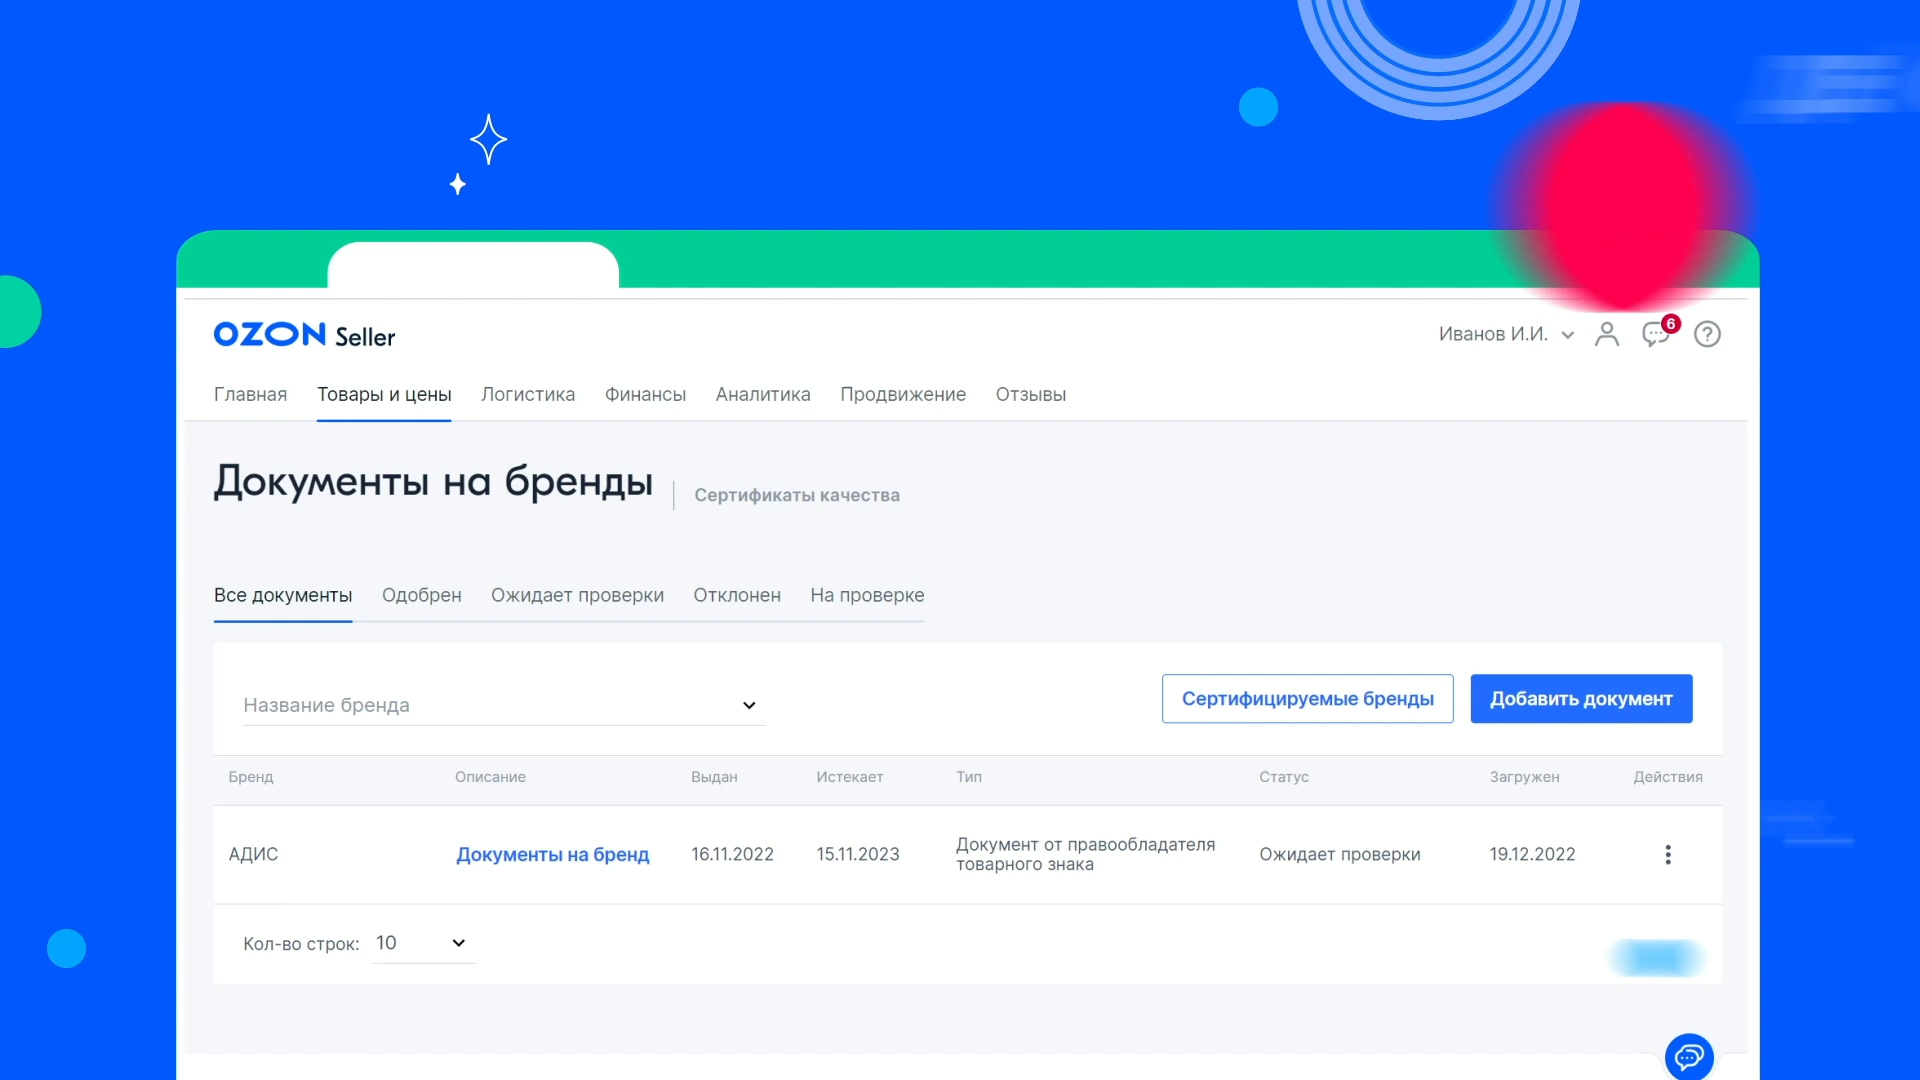 OZON Seller
Иванов И.И.
6
Главная Товары и цены Логистика Финансы Аналитика Продвижение Отзывы
Документы на бренды
Сертификаты качества
Все документы Одобрен Ожидает проверки Отклонен На проверке
Название бренда
Сертифицируемые бренды
Добавить документ
Бренд Описание Выдан Истекает Тип Статус Загружен Действия
АДИС Документы на бренд 16.11.2022 15.11.2023 Документ от правообладателя
товарного знака
Ожидает проверки 19.12.2022
Кол-во строк: 10